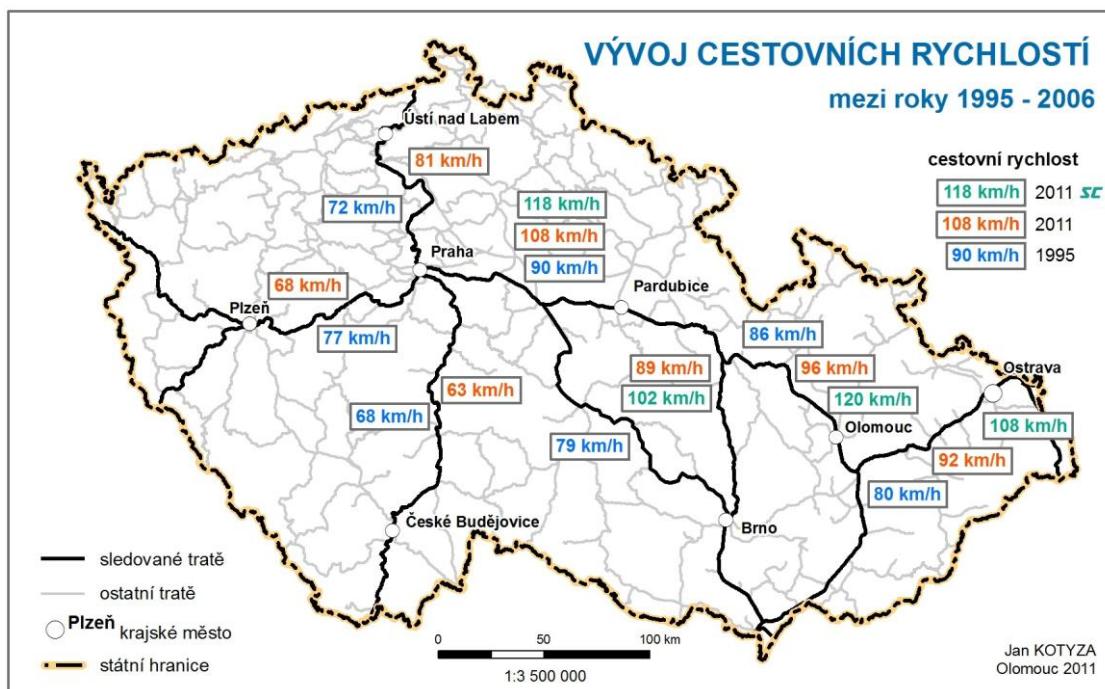 VÝVOJ CESTOVNÍCH RYCHLOSTÍ
mezi roky 1995 - 2006
cestovní rychlost
118 km/h 2011 SC
108 km/h 2011
90 km/h 1995
Ústí nad Labem
81 km/h
72 km/h
118 km/h
108 km/h
90 km/h
Praha
68 km/h
Plzeň
77 km/h
Pardubice
86 km/h
89 km/h
102 km/h
96 km/h
120 km/h
Ostrava
108 km/h
63 km/h
68 km/h
79 km/h
Olomouc
92 km/h
80 km/h
České Budějovice
Brno
sledované tratě
ostatní tratě
Plzeň krajské město
státní hranice
0 50 100 km
1:3 500 000
Jan KOTYZA
Olomouc 2011